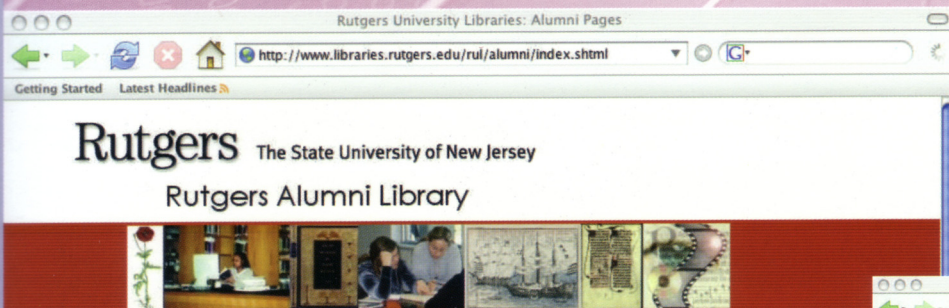 Rutgers University Libraries: Alumni Pages
http://www.libraries.rutgers.edu/rul/alumni/index.shtml
G
Getting Started Latest Headlines
Rutgers The State University of New Jersey
Rutgers Alumni Library